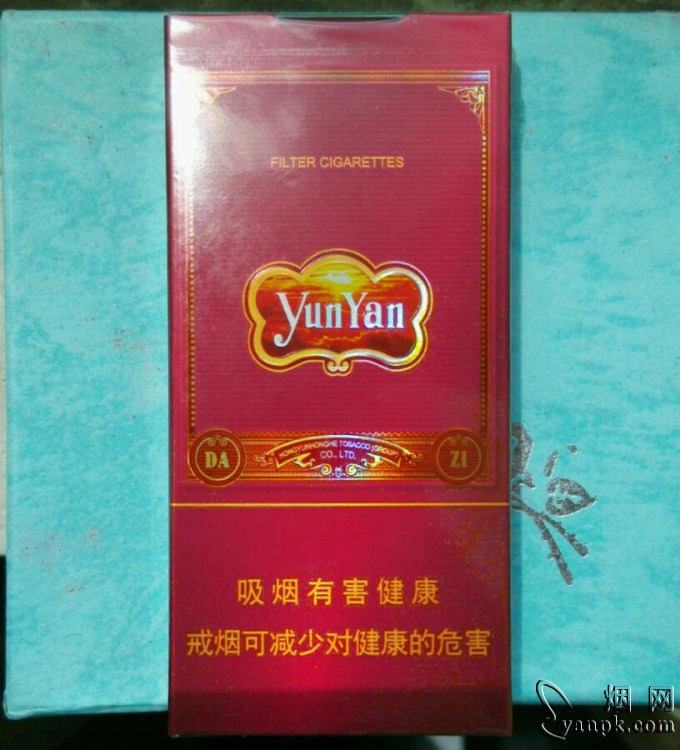 FILTER CIGARETTES
YunYan
HONGYUNHONGHE TOBACCO (GROUP)
CO., LTD.
DA
ZI
吸烟有害健康
戒烟可减少对健康的危害
烟网
yanpk.com